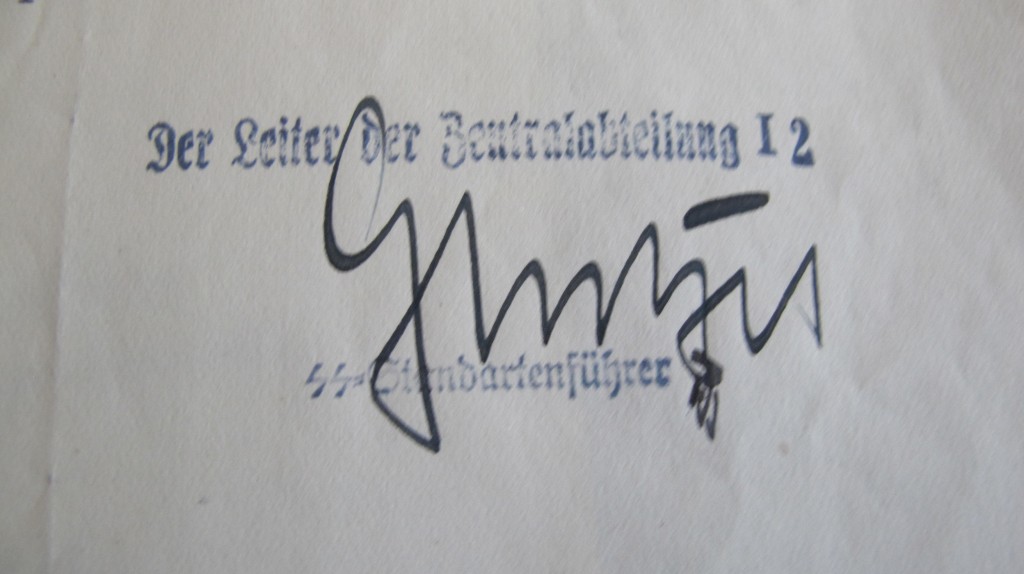 Der Leiter der Zentralabteilung I 2
SS-Standartenführer